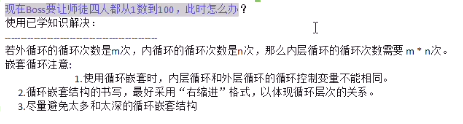 现在Boss要让师徒四人都从1数到100，此时怎么办？
使用已学知识解决：
------------------------------------
若外循环的循环次数是m次，内循环的循环次数是n次，那么内层循环的循环次数需要 m * n次。
嵌套循环注意:
1.使用循环嵌套时，内层循环和外层循环的循环控制变量不能相同。
2.循环嵌套结构的书写，最好采用“右缩进”格式，以体现循环层次的关系。
3.尽量避免太多和太深的循环嵌套结构